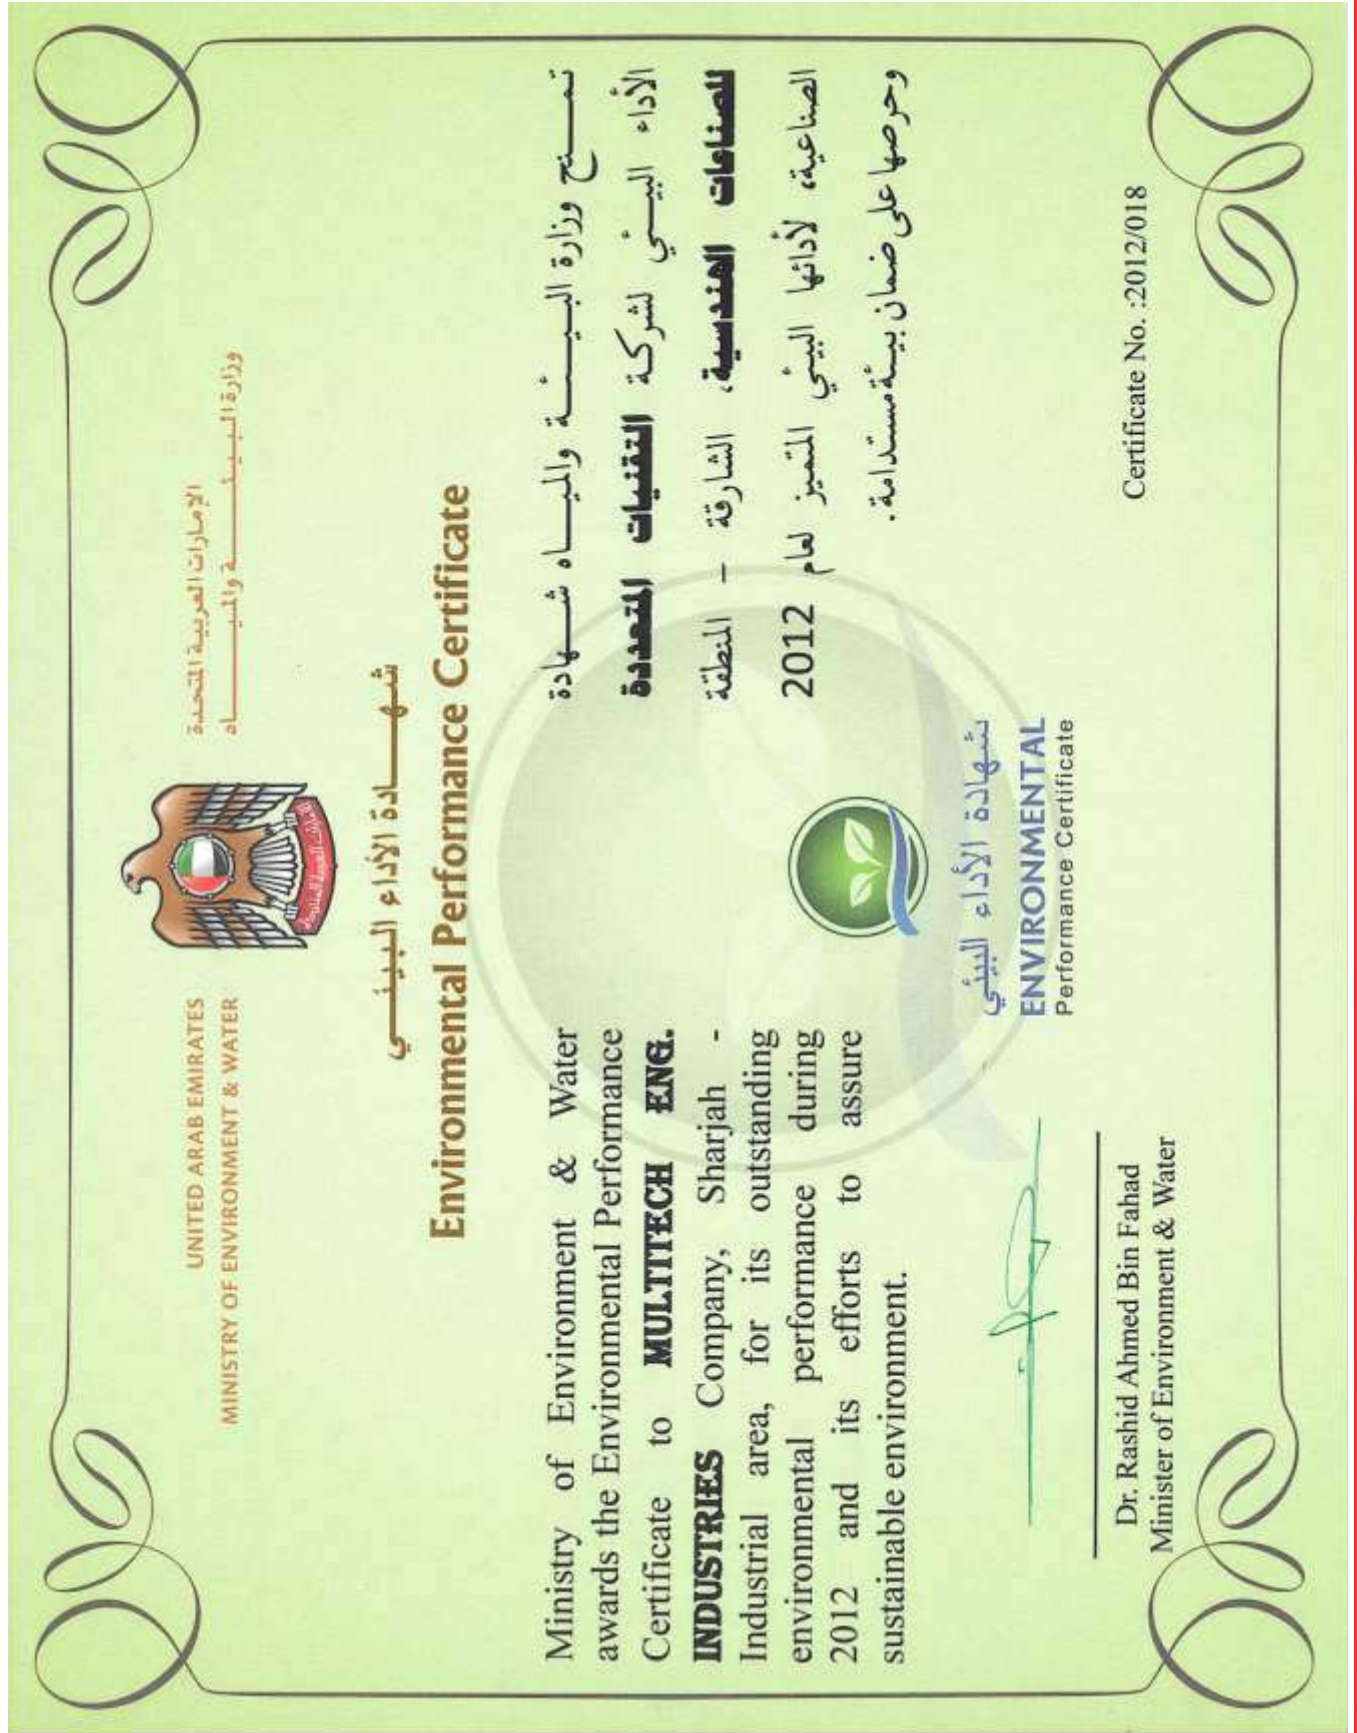 UNITED ARAB EMIRATES
MINISTRY OF ENVIRONMENT & WATER
الإمارات العربية المتحدة
وزارة البيئة والمياه
شهادة الأداء البيئي
Environmental Performance Certificate
Ministry of Environment & Water
awards the Environmental Performance
Certificate to MULTITECH ENG.
INDUSTRIES Company, Sharjah -
Industrial area, for its outstanding
environmental performance during
2012 and its efforts to assure
sustainable environment.
تمنح وزارة البيئة والمياه شهادة
الأداء البيئي لشركة التقنيات المتعددة
للصناعات الهندسية، الشارقة – المنطقة
الصناعية، لأدائها البيئي المتميز لعام 2012
وحرصها على ضمان بيئة مستدامة.
شهادة الأداء البيئي
ENVIRONMENTAL
Performance Certificate
Dr. Rashid Ahmed Bin Fahad
Minister of Environment & Water
Certificate No. :2012/018